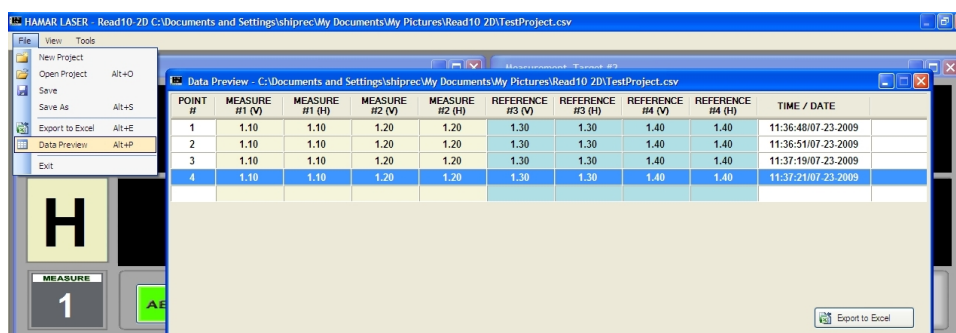 HAMAR LASER - Read10-2D C:\Documents and Settings\shiprec\My Documents\My Pictures\Read10 2D\TestProject.csv
File View Tools
New Project
Open Project Alt+O
Save
Save As Alt+S
Export to Excel Alt+E
Data Preview Alt+P
Exit
Measurement Target #2
Data Preview - C:\Documents and Settings\shiprec\My Documents\My Pictures\Read10 2D\TestProject.csv
POINT MEASURE MEASURE MEASURE MEASURE REFERENCE REFERENCE REFERENCE REFERENCE TIME / DATE
# #1 (V) #1 (H) #2 (V) #2 (H) #3 (V) #3 (H) #4 (V) #4 (H)
1 1.10 1.10 1.20 1.20 1.30 1.30 1.40 1.40 11:36:48/07-23-2009
2 1.10 1.10 1.20 1.20 1.30 1.30 1.40 1.40 11:36:51/07-23-2009
3 1.10 1.10 1.20 1.20 1.30 1.30 1.40 1.40 11:37:19/07-23-2009
4 1.10 1.10 1.20 1.20 1.30 1.30 1.40 1.40 11:37:21/07-23-2009
H
MEASURE
1
Export to Excel